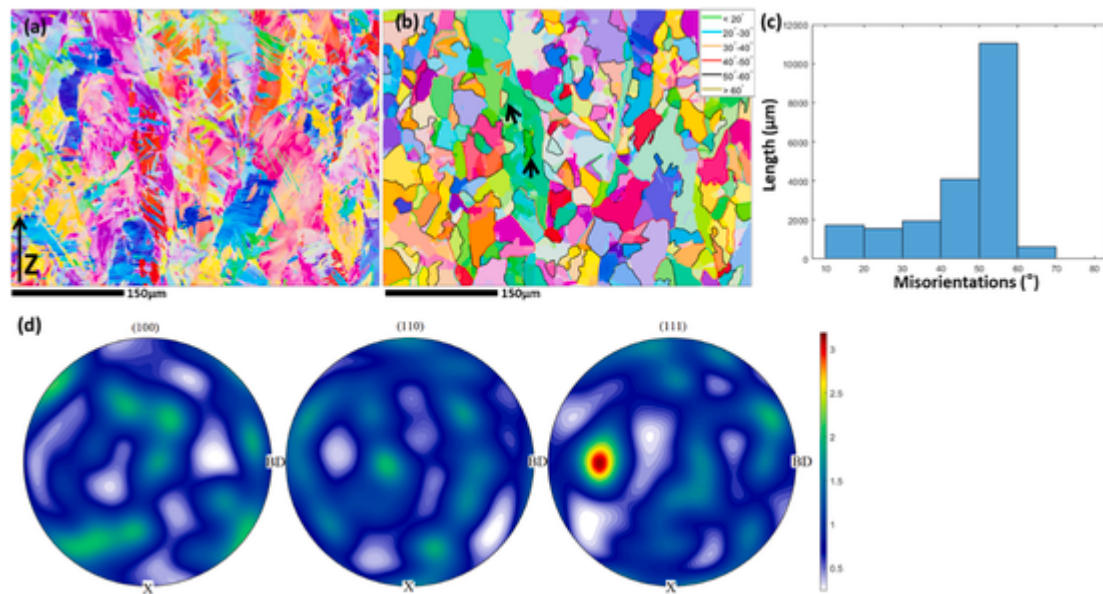 (a)
Z
150μm
(b)
< 20°
20°-30°
30°-40°
40°-50°
50°-60°
> 60°
150μm
(c)
Length (μm)
12000
10000
8000
6000
4000
2000
0
10 20 30 40 50 60 70 80
Misorientations (°)
(d)
(100)
BD
X
(110)
BD
X
(111)
BD
X
3
2.5
2
1.5
1
0.5